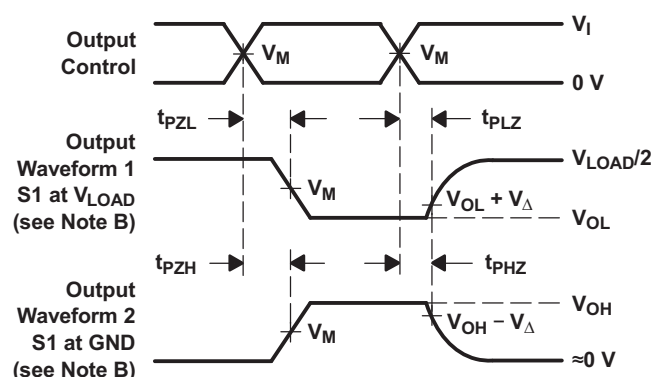 Output
Control
V_M
V_M
V_I
0 V
t_PZL
t_PLZ
Output
Waveform 1
S1 at V_LOAD
(see Note B)
V_M
V_LOAD/2
V_OL + V_Δ
V_OL
t_PZH
t_PHZ
Output
Waveform 2
S1 at GND
(see Note B)
V_M
V_OH
V_OH − V_Δ
≈0 V